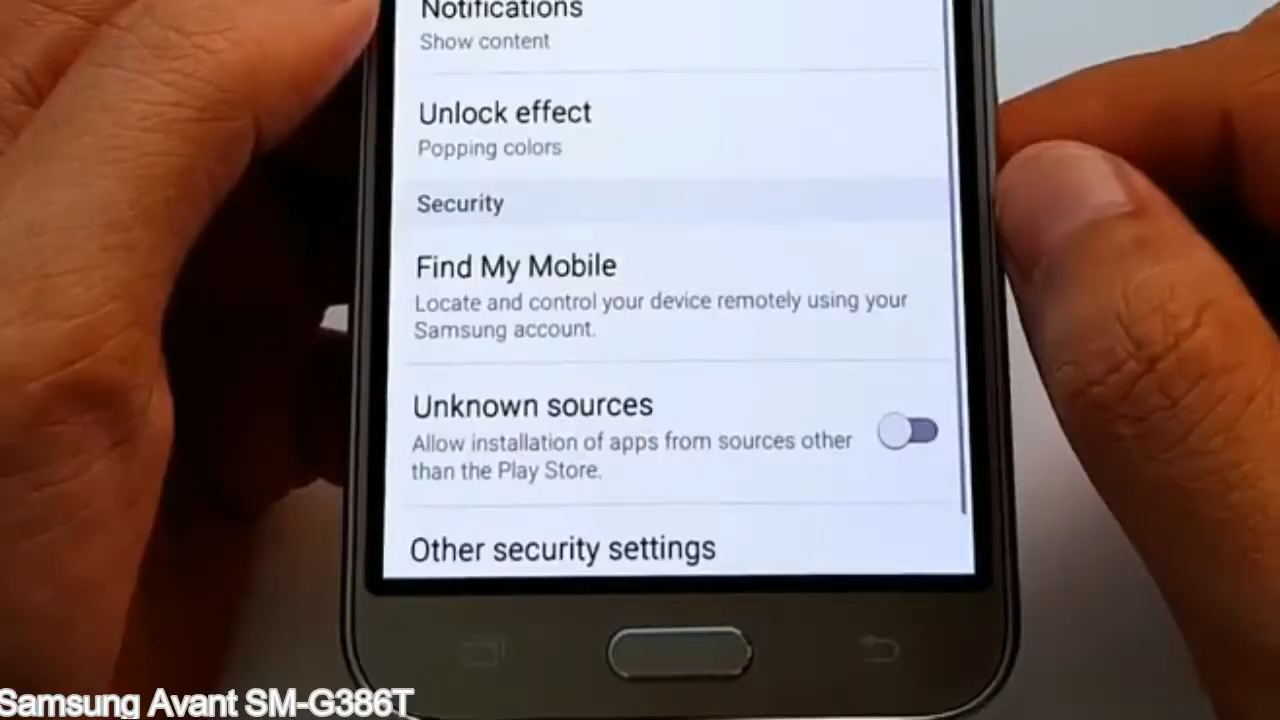 Notifications
Show content
Unlock effect
Popping colors
Security
Find My Mobile
Locate and control your device remotely using your
Samsung account.
Unknown sources
Allow installation of apps from sources other
than the Play Store.
Other security settings
Samsung Avant SM-G386T